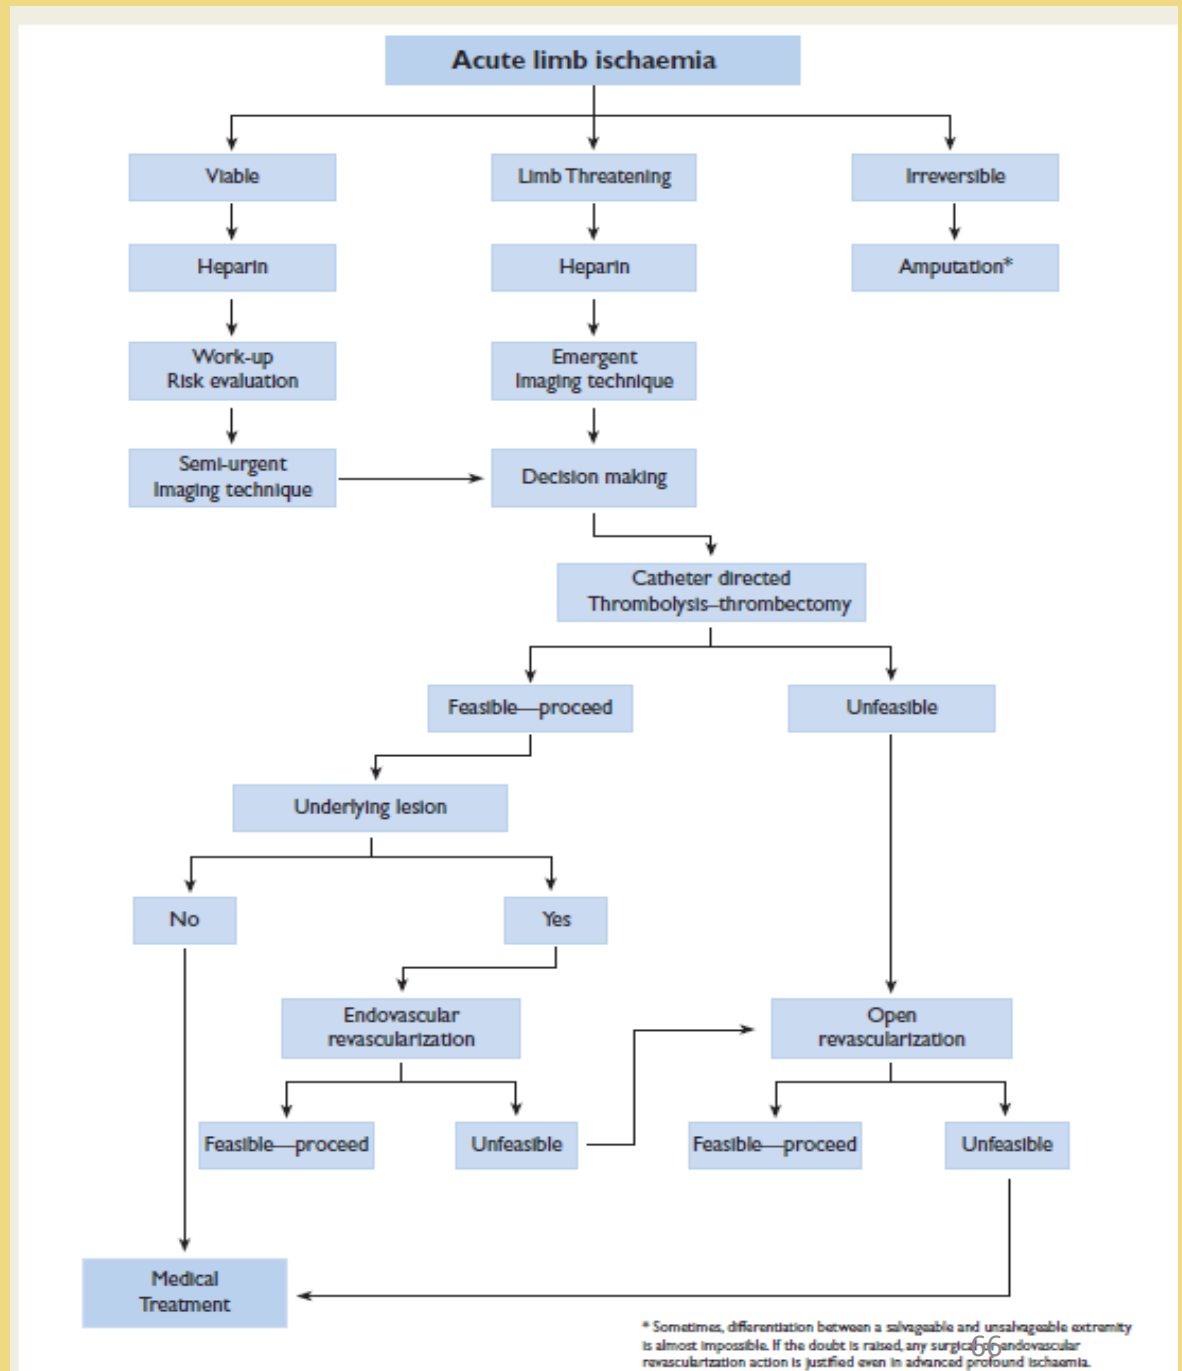 Acute limb ischaemia
Viable
Limb Threatening
Irreversible
Heparin
Heparin
Amputation*
Work-up
Risk evaluation
Emergent
Imaging technique
Semi-urgent
Imaging technique
Decision making
Catheter directed
Thrombolysis–thrombectomy
Feasible—proceed
Unfeasible
Underlying lesion
No
Yes
Endovascular
revascularization
Open
revascularization
Feasible—proceed
Unfeasible
Feasible—proceed
Unfeasible
Medical
Treatment
* Sometimes, differentiation between a salvageable and unsalvageable extremity
is almost impossible. If the doubt is raised, any surgical or endovascular
revascularization action is justified even in advanced profound ischaemia.
66